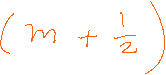 (m + 1/2)